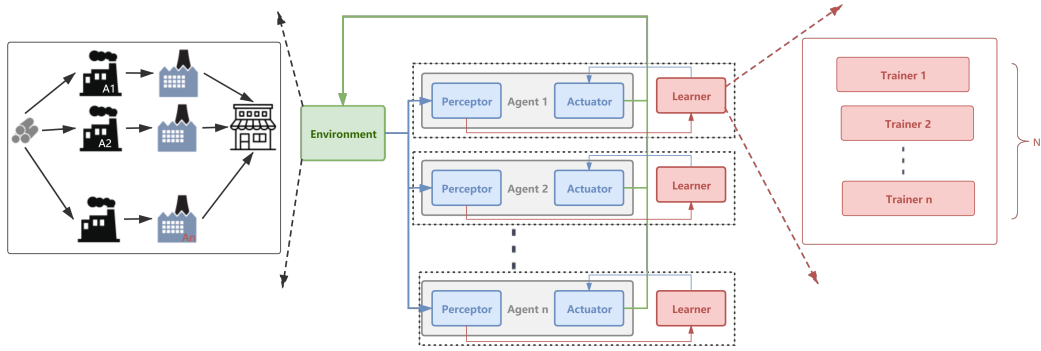 A1
A2
An
Environment
Perceptor
Agent 1
Actuator
Learner
Perceptor
Agent 2
Actuator
Learner
Perceptor
Agent n
Actuator
Learner
Trainer 1
Trainer 2
Trainer n
N